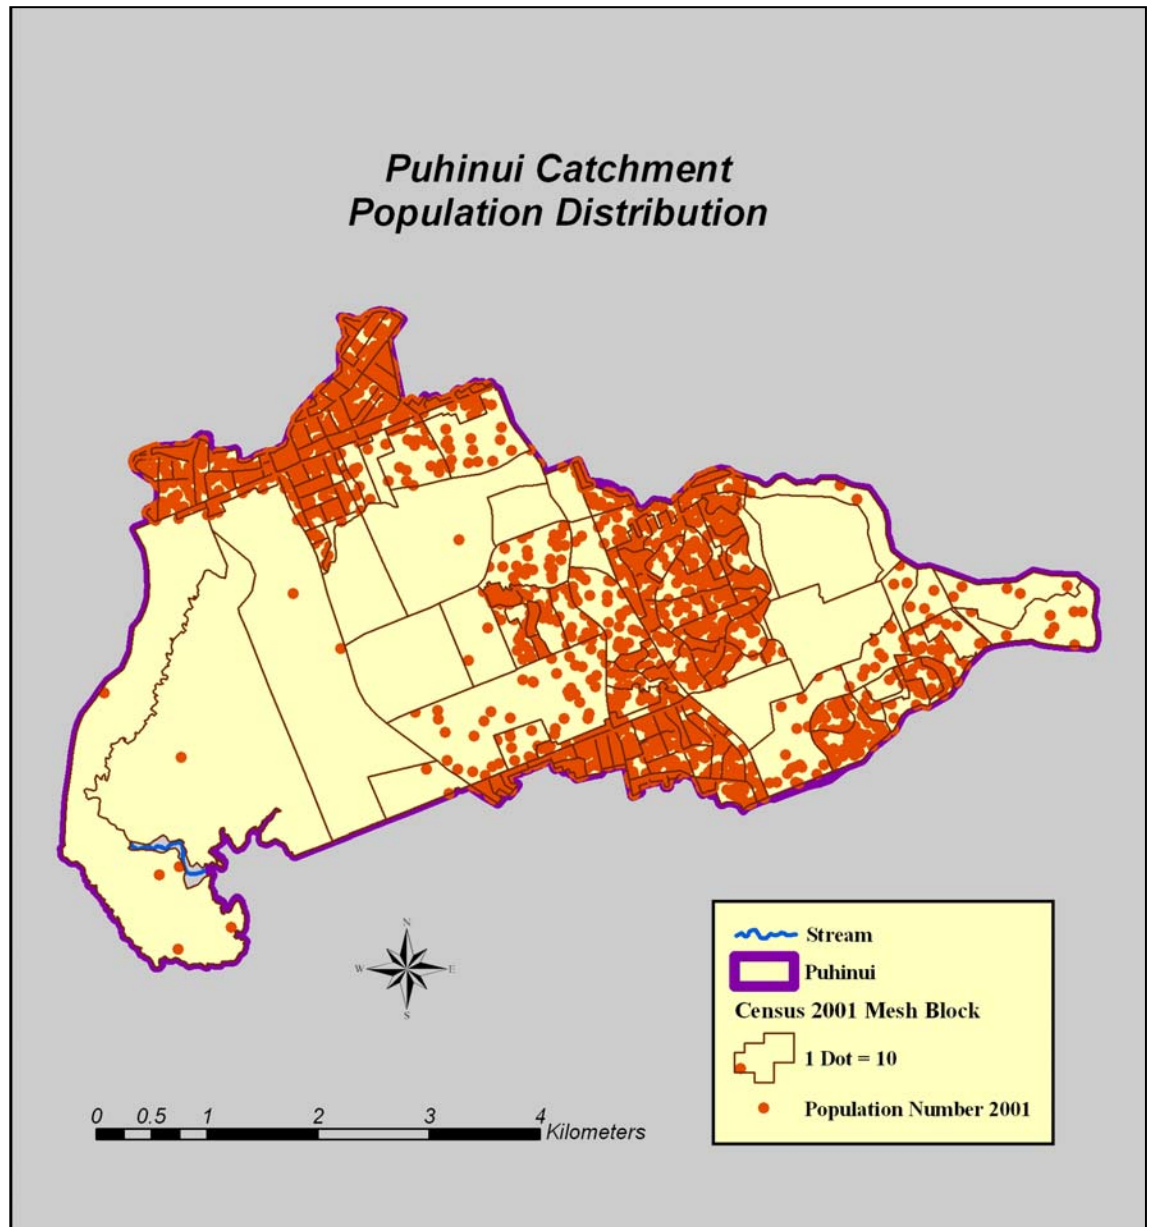 Puhinui Catchment
Population Distribution
N
W
E
S
Stream
Puhinui
Census 2001 Mesh Block
1 Dot = 10
Population Number 2001
0 0.5 1 2 3 4
Kilometers